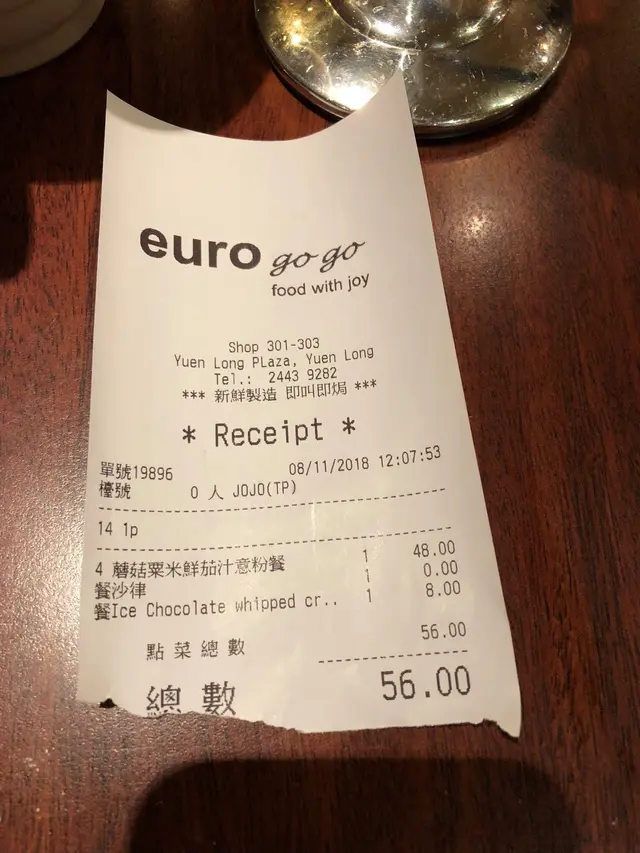 euro go go
food with joy
Shop 301-303
Yuen Long PLaza, Yuen Long
Tel.: 2443 9282
*** 新鮮製造 即叫即焗 ***
* Receipt *
單號19896 08/11/2018 12:07:53
檯號 0 人 JOJO(TP)
14 1p
4 蘑菇粟米鮮茄汁意粉餐 1 48.00
餐沙律 1 0.00
餐Ice Chocolate whipped cr.. 1 8.00
點菜總數 56.00
總數 56.00